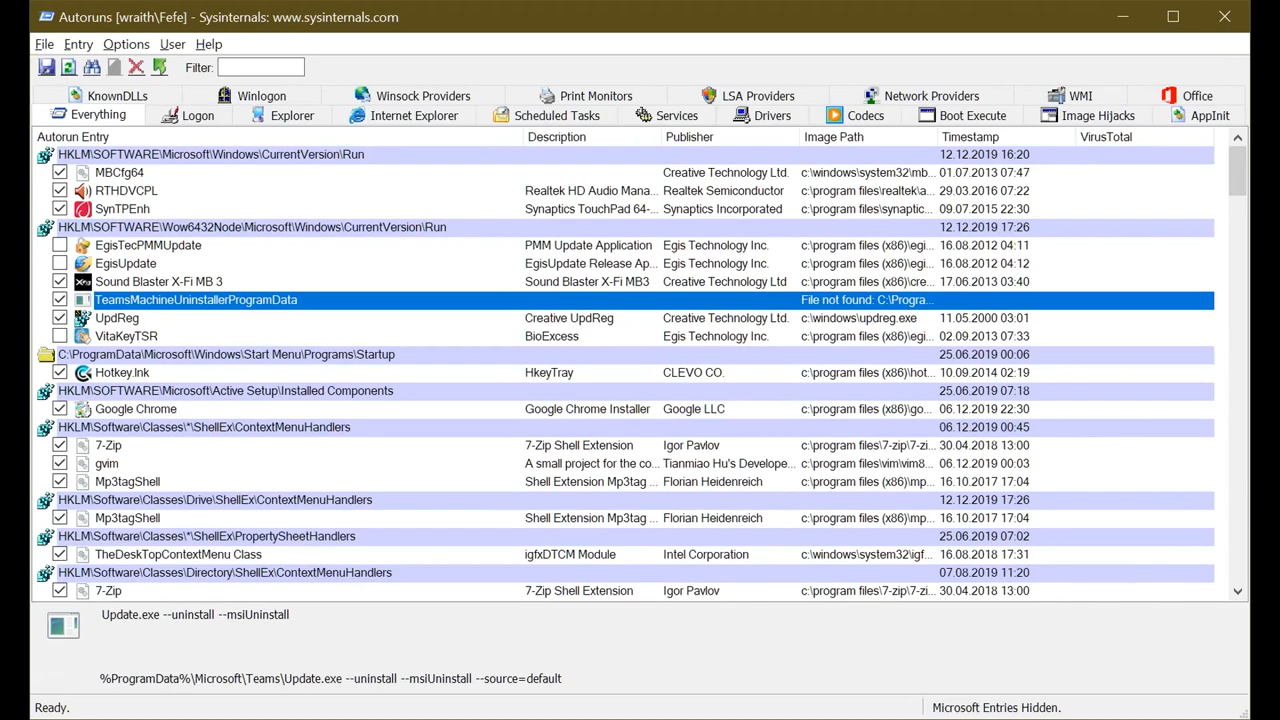 Autoruns [wraith\Fefe] - Sysinternals: www.sysinternals.com
File Entry Options User Help
Filter:
KnownDLLs Winlogon Winsock Providers Print Monitors LSA Providers Network Providers WMI Office
Everything Logon Explorer Internet Explorer Scheduled Tasks Services Drivers Codecs Boot Execute Image Hijacks AppInit
Autorun Entry Description Publisher Image Path Timestamp VirusTotal
HKLM\SOFTWARE\Microsoft\Windows\CurrentVersion\Run 12.12.2019 16:20
MBCfg64 Creative Technology Ltd. c:\windows\system32\mb... 01.07.2013 07:47
RTHDVCPL Realtek HD Audio Mana... Realtek Semiconductor c:\program files\realtek\a... 29.03.2016 07:22
SynTPEnh Synaptics TouchPad 64-... Synaptics Incorporated c:\program files\synaptic... 09.07.2015 22:30
HKLM\SOFTWARE\Wow6432Node\Microsoft\Windows\CurrentVersion\Run 12.12.2019 17:26
EgisTecPMMUpdate PMM Update Application Egis Technology Inc. c:\program files (x86)\egi... 16.08.2012 04:11
EgisUpdate EgisUpdate Release Ap... Egis Technology Inc. c:\program files (x86)\egi... 16.08.2012 04:12
Sound Blaster X-Fi MB 3 Sound Blaster X-Fi MB3 Creative Technology Ltd. c:\program files (x86)\cre... 17.06.2013 03:40
TeamsMachineUninstallerProgramData File not found: C:\Progra...
UpdReg Creative UpdReg Creative Technology Ltd. c:\windows\updreg.exe 11.05.2000 03:01
VitaKeyTSR BioExcess Egis Technology Inc. c:\program files (x86)\egi... 02.09.2013 07:33
C:\ProgramData\Microsoft\Windows\Start Menu\Programs\Startup 25.06.2019 00:06
Hotkey.lnk HkeyTray CLEVO CO. c:\program files (x86)\hot... 10.09.2014 02:19
HKLM\SOFTWARE\Microsoft\Active Setup\Installed Components 25.06.2019 07:18
Google Chrome Google Chrome Installer Google LLC c:\program files (x86)\go... 06.12.2019 22:30
HKLM\Software\Classes\*\ShellEx\ContextMenuHandlers 06.12.2019 00:45
7-Zip 7-Zip Shell Extension Igor Pavlov c:\program files\7-zip\7-zi... 30.04.2018 13:00
gvim A small project for the co... Tianmiao Hu's Develope... c:\program files\vim\vim8... 06.12.2019 00:03
Mp3tagShell Shell Extension Mp3tag ... Florian Heidenreich c:\program files (x86)\mp... 16.10.2017 17:04
HKLM\Software\Classes\Drive\ShellEx\ContextMenuHandlers 12.12.2019 17:26
Mp3tagShell Shell Extension Mp3tag ... Florian Heidenreich c:\program files (x86)\mp... 16.10.2017 17:04
HKLM\Software\Classes\*\ShellEx\PropertySheetHandlers 25.06.2019 07:02
TheDeskTopContextMenu Class igfxDTCM Module Intel Corporation c:\windows\system32\igf... 16.08.2018 17:31
HKLM\Software\Classes\Directory\ShellEx\ContextMenuHandlers 07.08.2019 11:20
7-Zip 7-Zip Shell Extension Igor Pavlov c:\program files\7-zip\7-zi... 30.04.2018 13:00
Update.exe --uninstall --msiUninstall
%ProgramData%\Microsoft\Teams\Update.exe --uninstall --msiUninstall --source=default
Ready. Microsoft Entries Hidden.